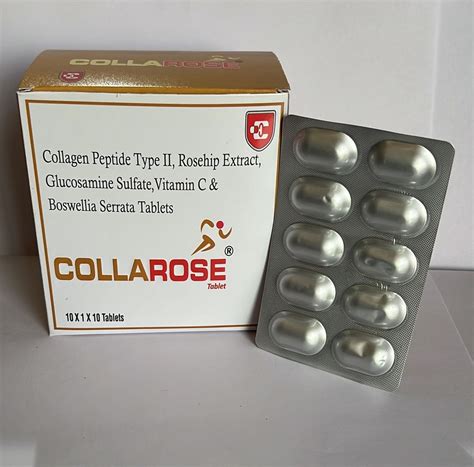 COLLAROSE
Collagen Peptide Type II, Rosehip Extract,
Glucosamine Sulfate,Vitamin C &
Boswellia Serrata Tablets
COLLAROSE®
Tablet
10 X 1 X 10 Tablets